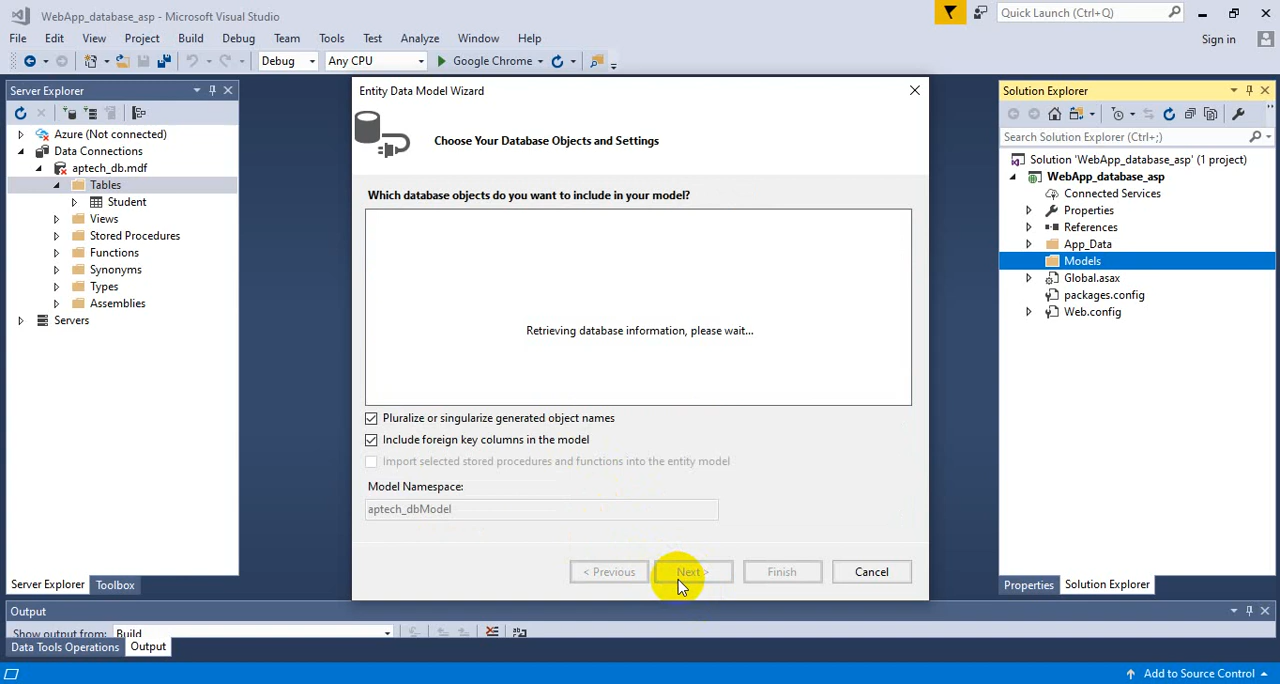 WebApp_database_asp - Microsoft Visual Studio
Quick Launch (Ctrl+Q)
File Edit View Project Build Debug Team Tools Test Analyze Window Help
Sign in
Debug Any CPU Google Chrome
Server Explorer
Azure (Not connected)
Data Connections
aptech_db.mdf
Tables
Student
Views
Stored Procedures
Functions
Synonyms
Types
Assemblies
Servers
Server Explorer Toolbox
Entity Data Model Wizard
Choose Your Database Objects and Settings
Which database objects do you want to include in your model?
Retrieving database information, please wait...
Pluralize or singularize generated object names
Include foreign key columns in the model
Import selected stored procedures and functions into the entity model
Model Namespace:
aptech_dbModel
< Previous Next > Finish Cancel
Solution Explorer
Search Solution Explorer (Ctrl+;)
Solution 'WebApp_database_asp' (1 project)
WebApp_database_asp
Connected Services
Properties
References
App_Data
Models
Global.asax
packages.config
Web.config
Properties Solution Explorer
Output
Show output from: Build
Data Tools Operations Output
Add to Source Control